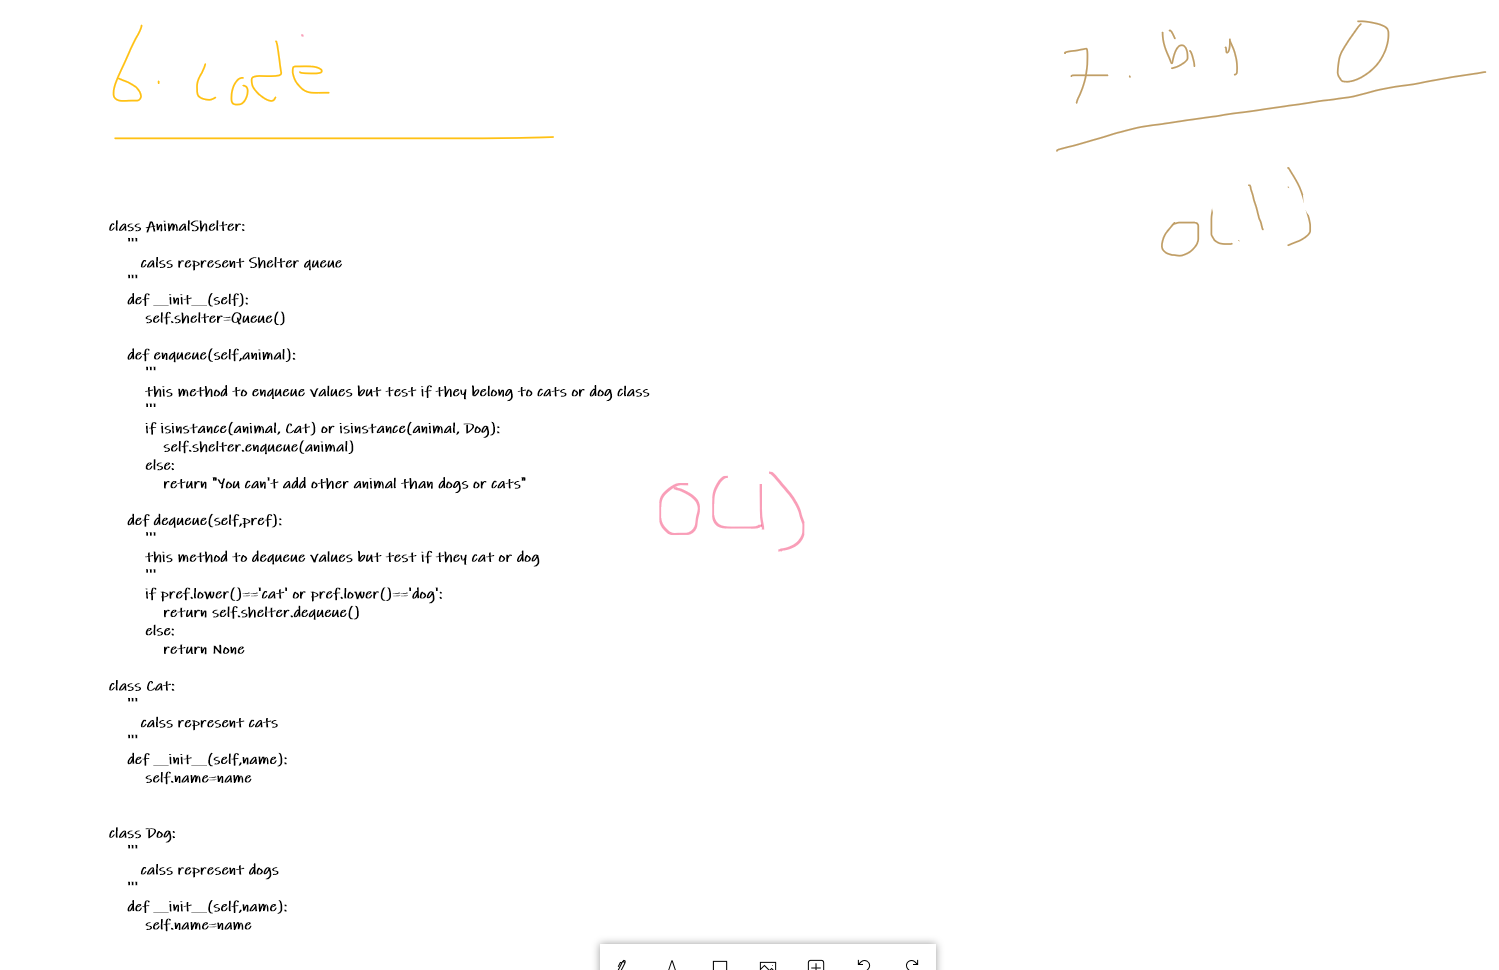 6. code
7. big O
O(1)
class AnimalShelter:
'''
calss represent Shelter queue
'''
def __init__(self):
self.shelter=Queue()
def enqueue(self,animal):
'''
this method to enqueue values but test if they belong to cats or dog class
'''
if isinstance(animal, Cat) or isinstance(animal, Dog):
self.shelter.enqueue(animal)
else:
return "You can't add other animal than dogs or cats"
O(1)
def dequeue(self,pref):
'''
this method to dequeue values but test if they cat or dog
'''
if pref.lower()=='cat' or pref.lower()=='dog':
return self.shelter.dequeue()
else:
return None
class Cat:
'''
calss represent cats
'''
def __init__(self,name):
self.name=name
class Dog:
'''
calss represent dogs
'''
def __init__(self,name):
self.name=name